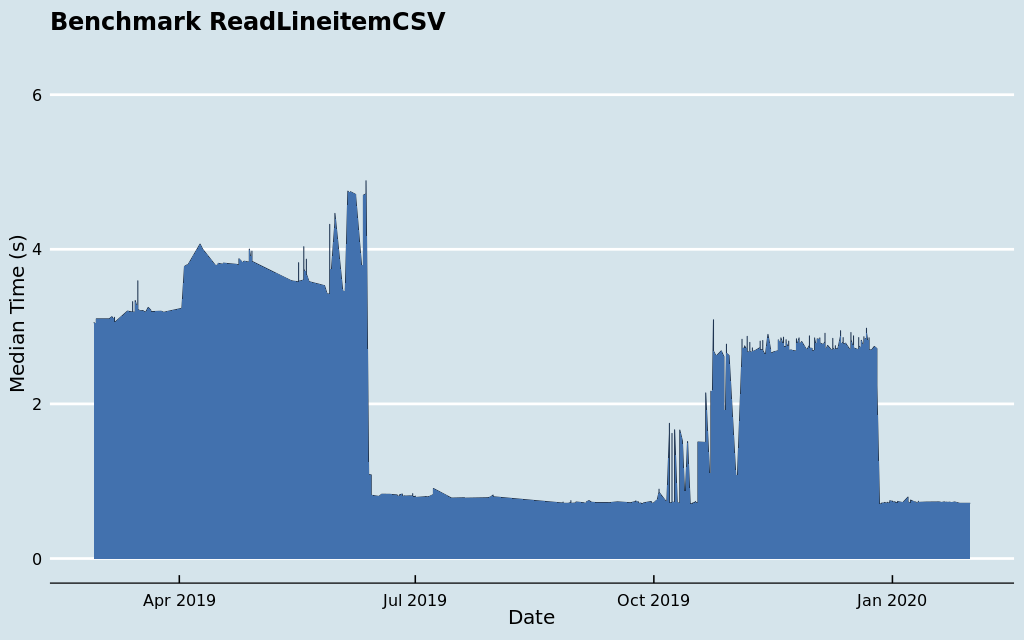 Benchmark ReadLineitemCSV
6
4
2
0
Median Time (s)
Apr 2019
Jul 2019
Oct 2019
Jan 2020
Date